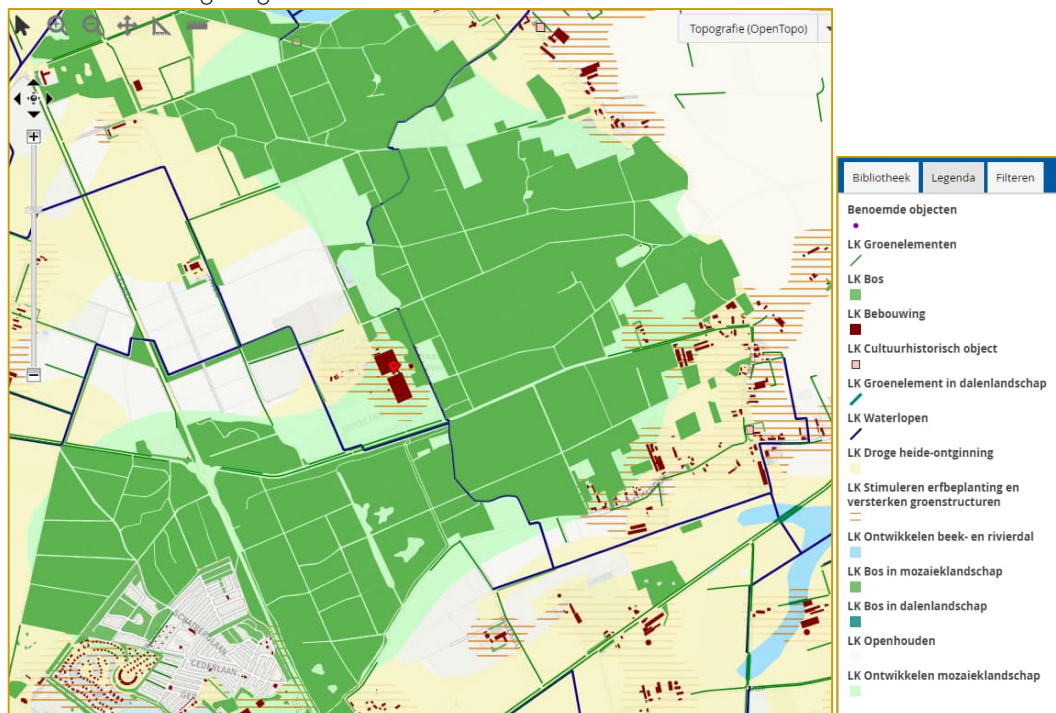 Topografie (OpenTopo)
SCHAIBERLAAN
CEDERLAAN
Bibliotheek Legenda Filteren
Benoemde objecten
LK Groenelementen
LK Bos
LK Bebouwing
LK Cultuurhistorisch object
LK Groenelement in dalenlandschap
LK Waterlopen
LK Droge heide-ontginning
LK Stimuleren erfbeplanting en
versterken groenstructuren
LK Ontwikkelen beek- en rivierdal
LK Bos in mozaieklandschap
LK Bos in dalenlandschap
LK Openhouden
LK Ontwikkelen mozaieklandschap